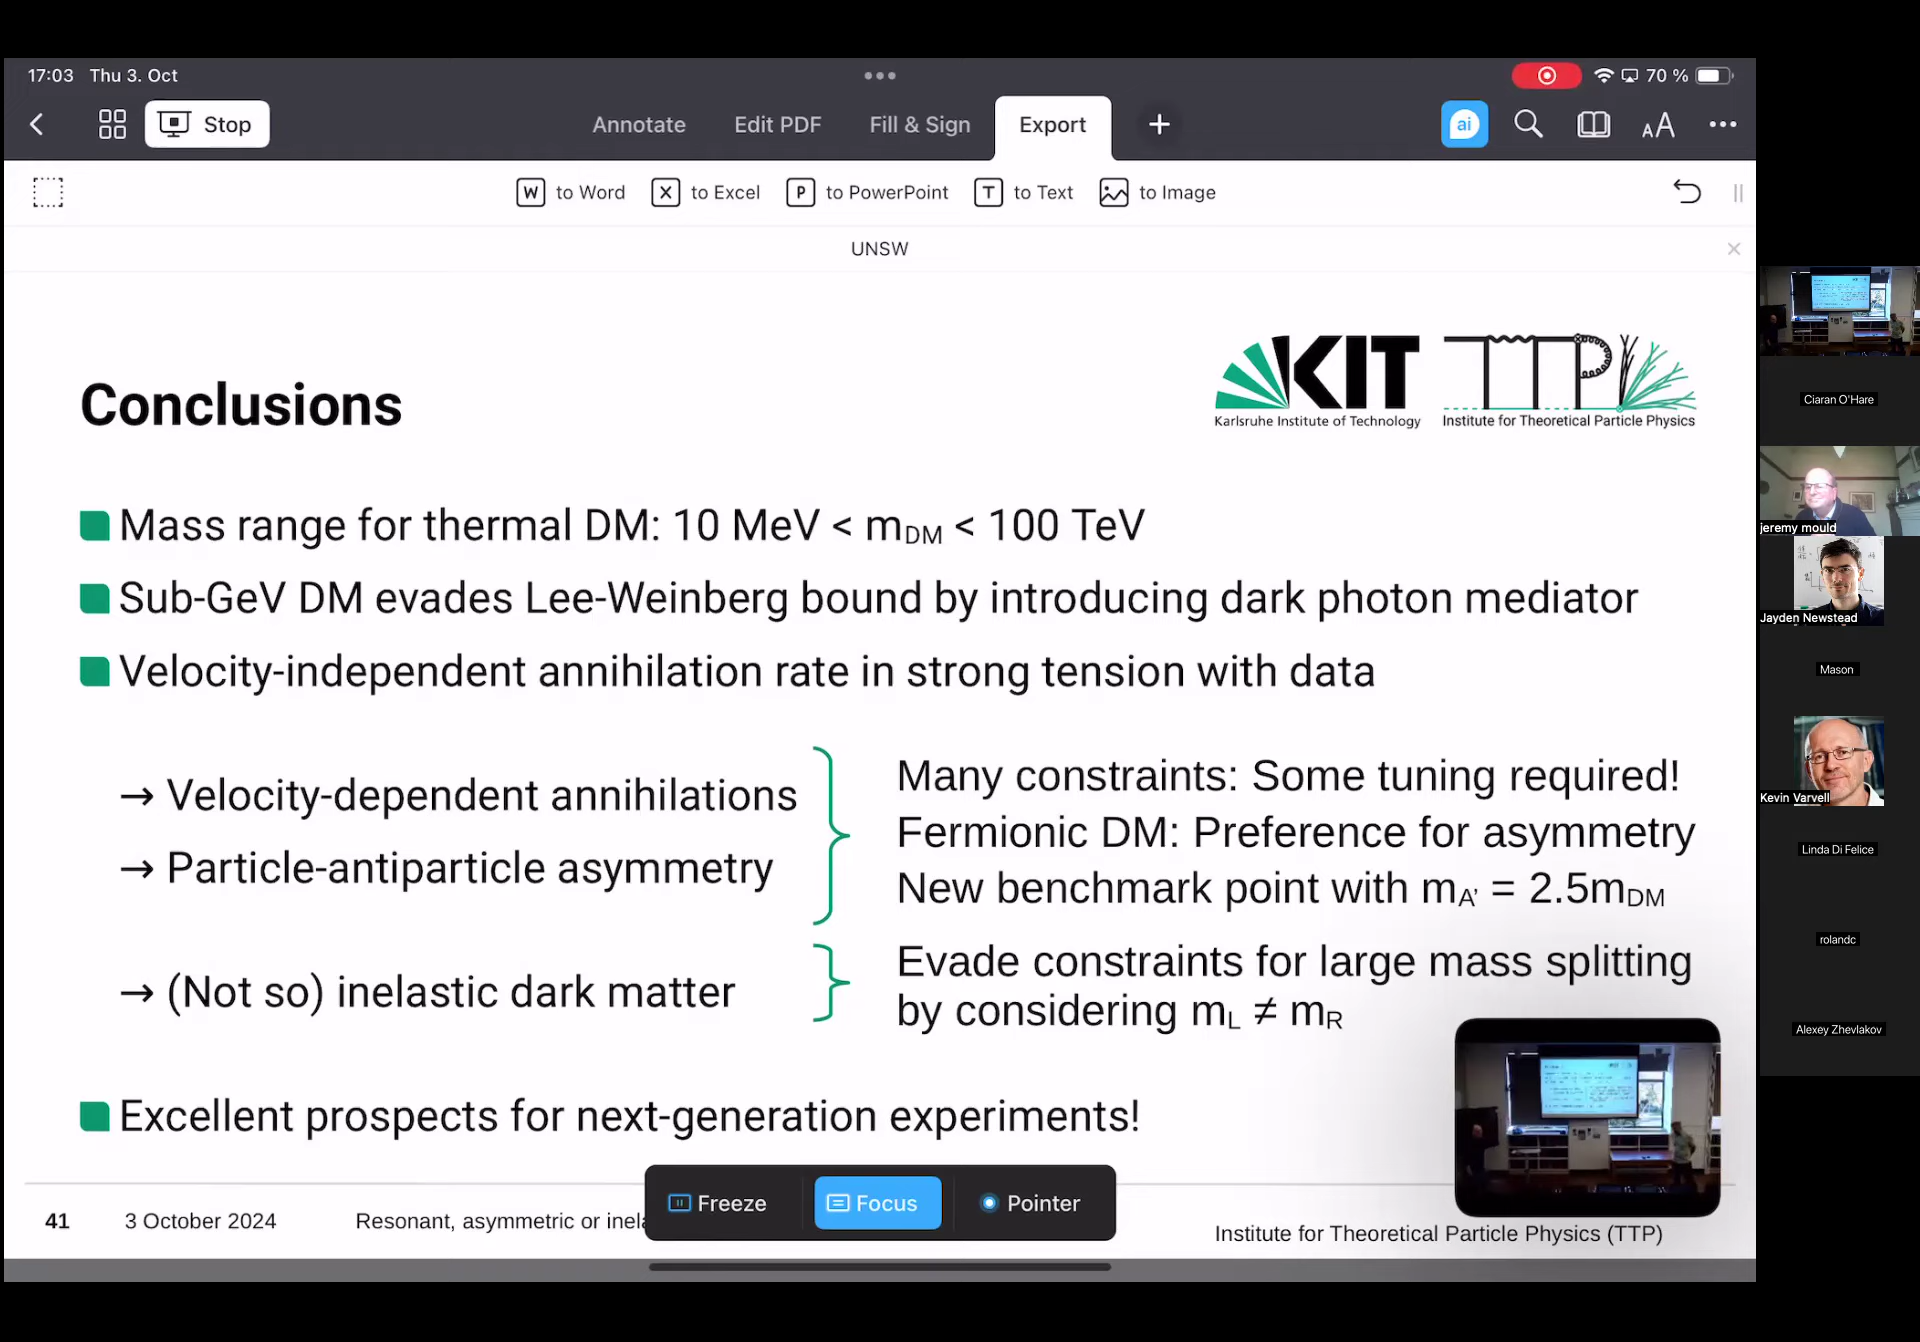 17:03 Thu 3. Oct
70 %
Stop
Annotate
Edit PDF
Fill & Sign
Export
+
ai
AA
W to Word
X to Excel
P to PowerPoint
T to Text
to Image
UNSW
KIT
Karlsruhe Institute of Technology
TTP
Institute for Theoretical Particle Physics
Conclusions
Mass range for thermal DM: 10 MeV < mDM < 100 TeV
Sub-GeV DM evades Lee-Weinberg bound by introducing dark photon mediator
Velocity-independent annihilation rate in strong tension with data
→ Velocity-dependent annihilations
→ Particle-antiparticle asymmetry
Many constraints: Some tuning required!
Fermionic DM: Preference for asymmetry
New benchmark point with mA' = 2.5mDM
→ (Not so) inelastic dark matter
Evade constraints for large mass splitting
by considering mL ≠ mR
Excellent prospects for next-generation experiments!
Freeze
Focus
Pointer
41
3 October 2024
Resonant, asymmetric or
Institute for Theoretical Particle Physics (TTP)
Ciaran O'Hare
jeremy mould
Jayden Newstead
Mason
Kevin Varvell
Linda Di Felice
rolandc
Alexey Zhevlakov